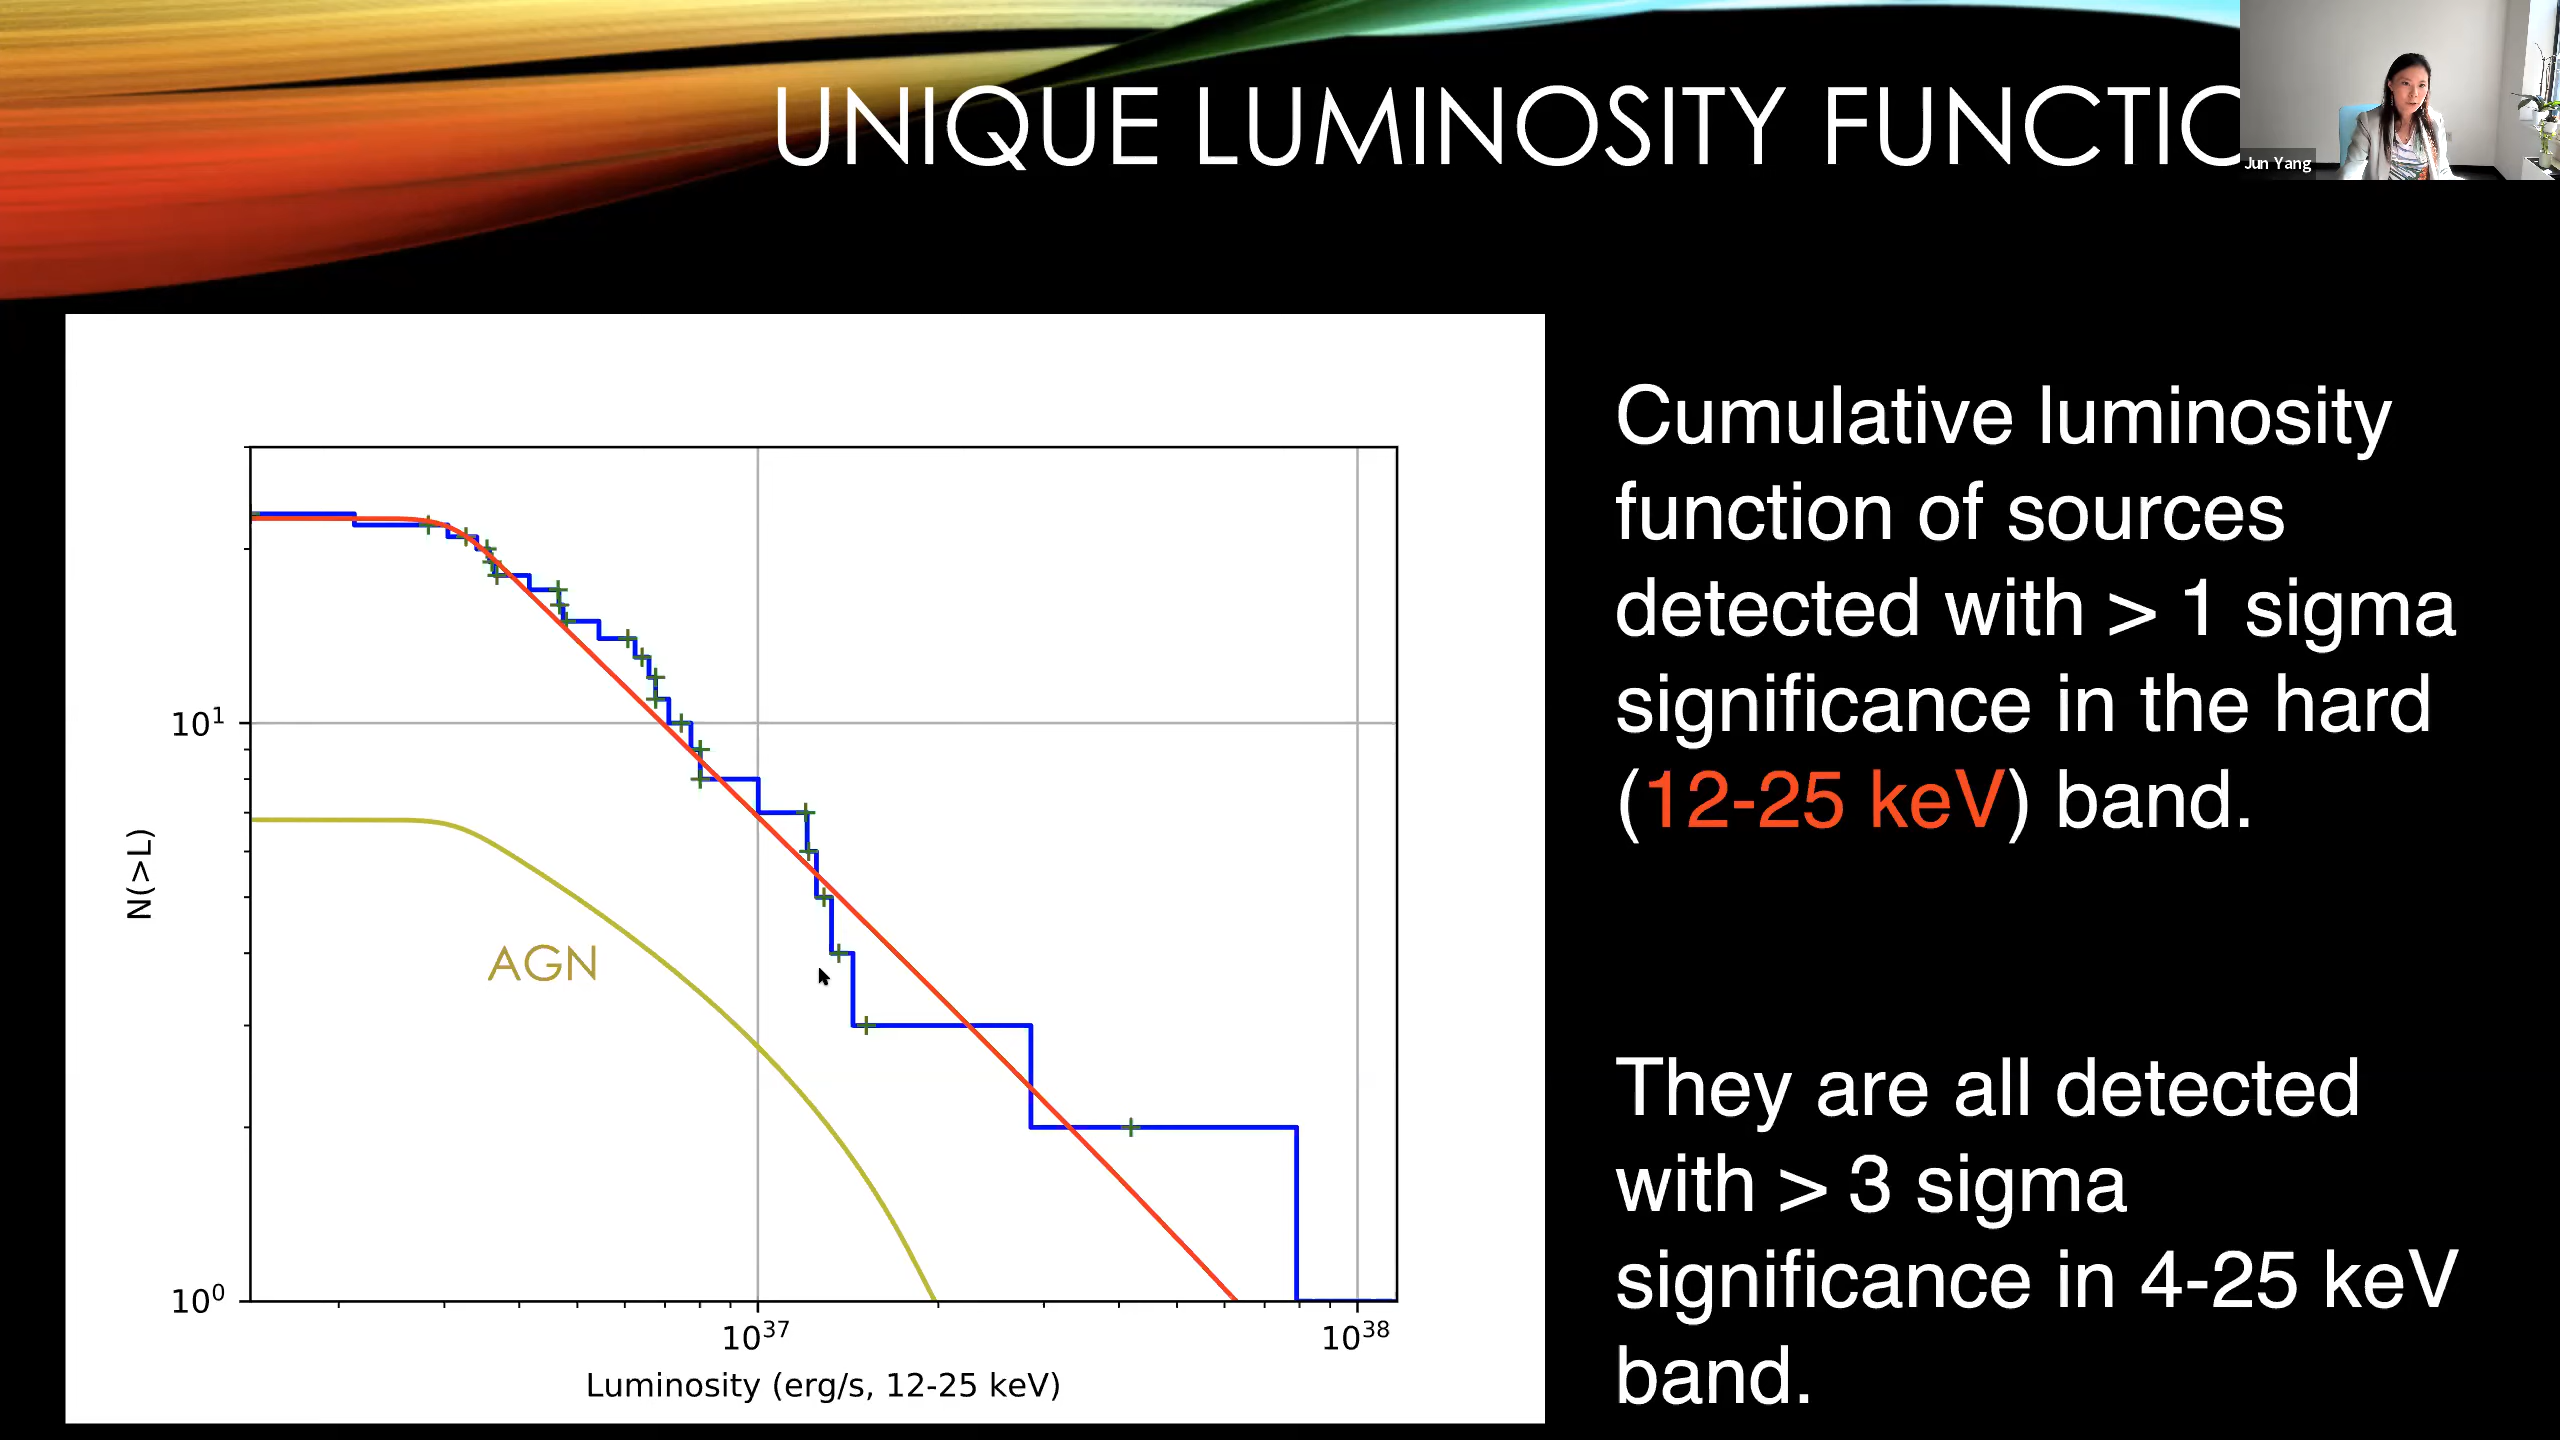 UNIQUE LUMINOSITY FUNCTIO
Jun Yang
Cumulative luminosity
function of sources
detected with > 1 sigma
significance in the hard
(12-25 keV) band.
They are all detected
with > 3 sigma
significance in 4-25 keV
band.
N(>L)
10¹
10⁰
AGN
10³⁷
10³⁸
Luminosity (erg/s, 12-25 keV)